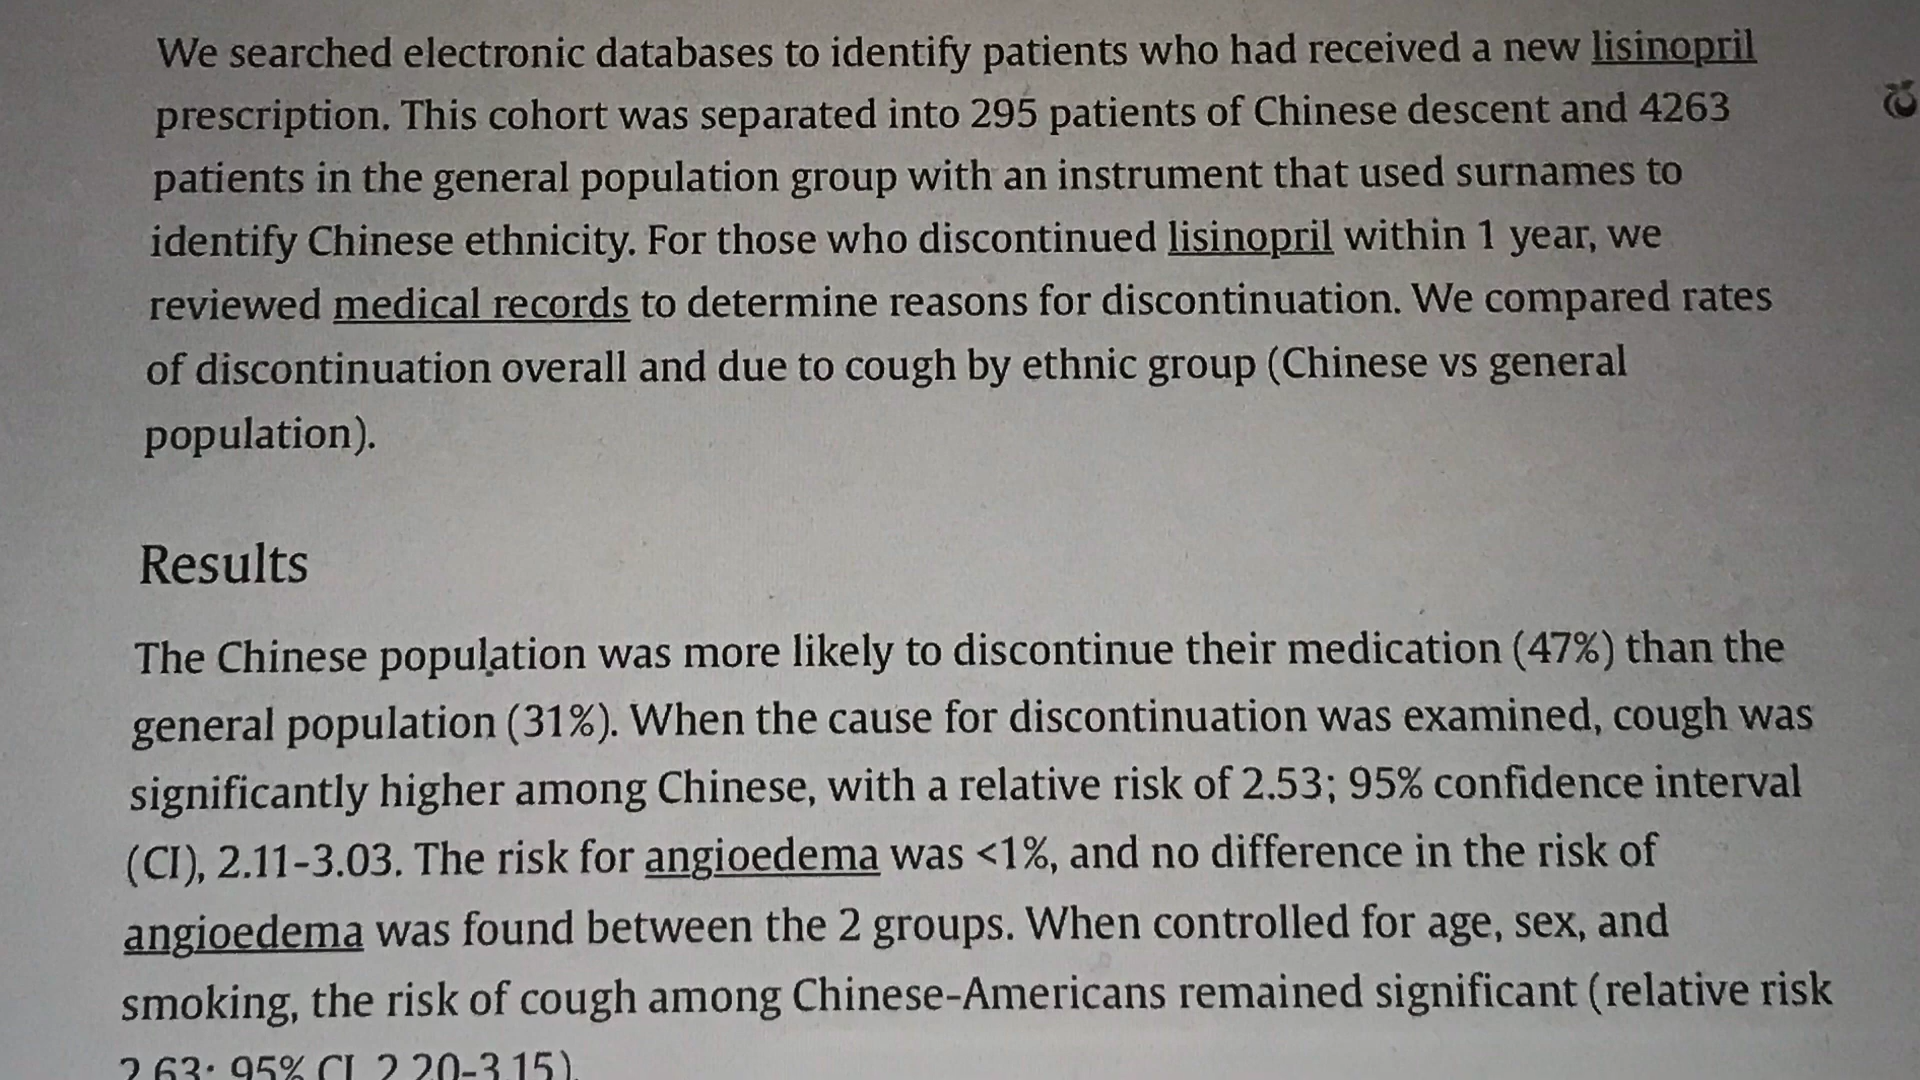 We searched electronic databases to identify patients who had received a new lisinopril
prescription. This cohort was separated into 295 patients of Chinese descent and 4263
patients in the general population group with an instrument that used surnames to
identify Chinese ethnicity. For those who discontinued lisinopril within 1 year, we
reviewed medical records to determine reasons for discontinuation. We compared rates
of discontinuation overall and due to cough by ethnic group (Chinese vs general
population).
Results
The Chinese population was more likely to discontinue their medication (47%) than the
general population (31%). When the cause for discontinuation was examined, cough was
significantly higher among Chinese, with a relative risk of 2.53; 95% confidence interval
(CI), 2.11-3.03. The risk for angioedema was <1%, and no difference in the risk of
angioedema was found between the 2 groups. When controlled for age, sex, and
smoking, the risk of cough among Chinese-Americans remained significant (relative risk
2.63; 95% CI, 2.20-3.15).